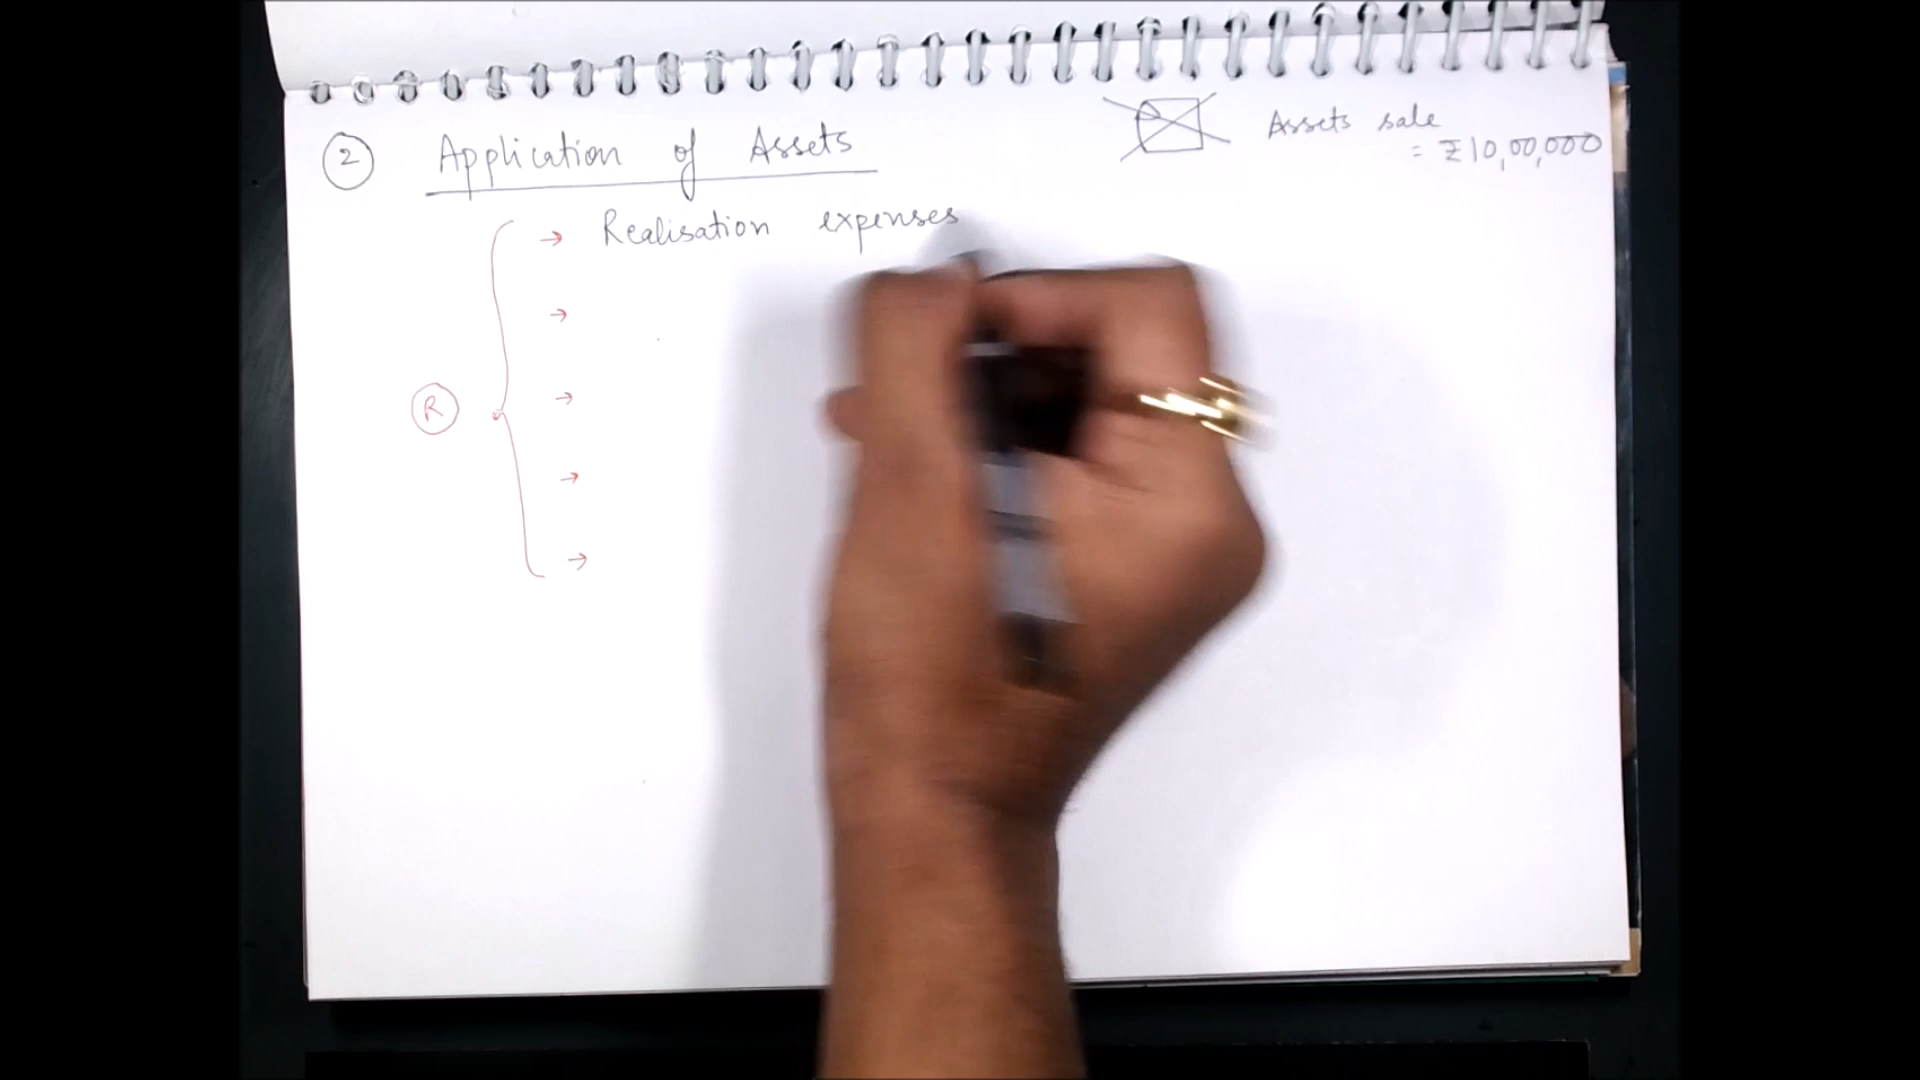 2 Application of Assets
Assets sale
= ₹10,00,000
→ Realisation expenses
→
→
R
→
→